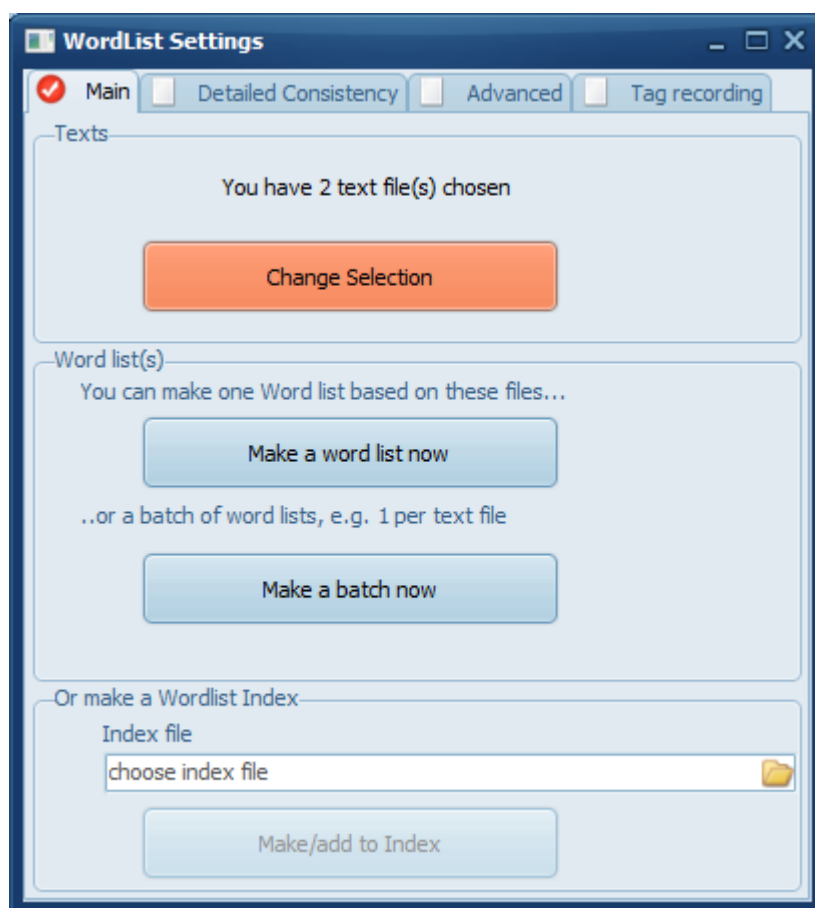 WordList Settings
Main Detailed Consistency Advanced Tag recording
Texts
You have 2 text file(s) chosen
Change Selection
Word list(s)
You can make one Word list based on these files...
Make a word list now
..or a batch of word lists, e.g. 1 per text file
Make a batch now
Or make a Wordlist Index
Index file
choose index file
Make/add to Index